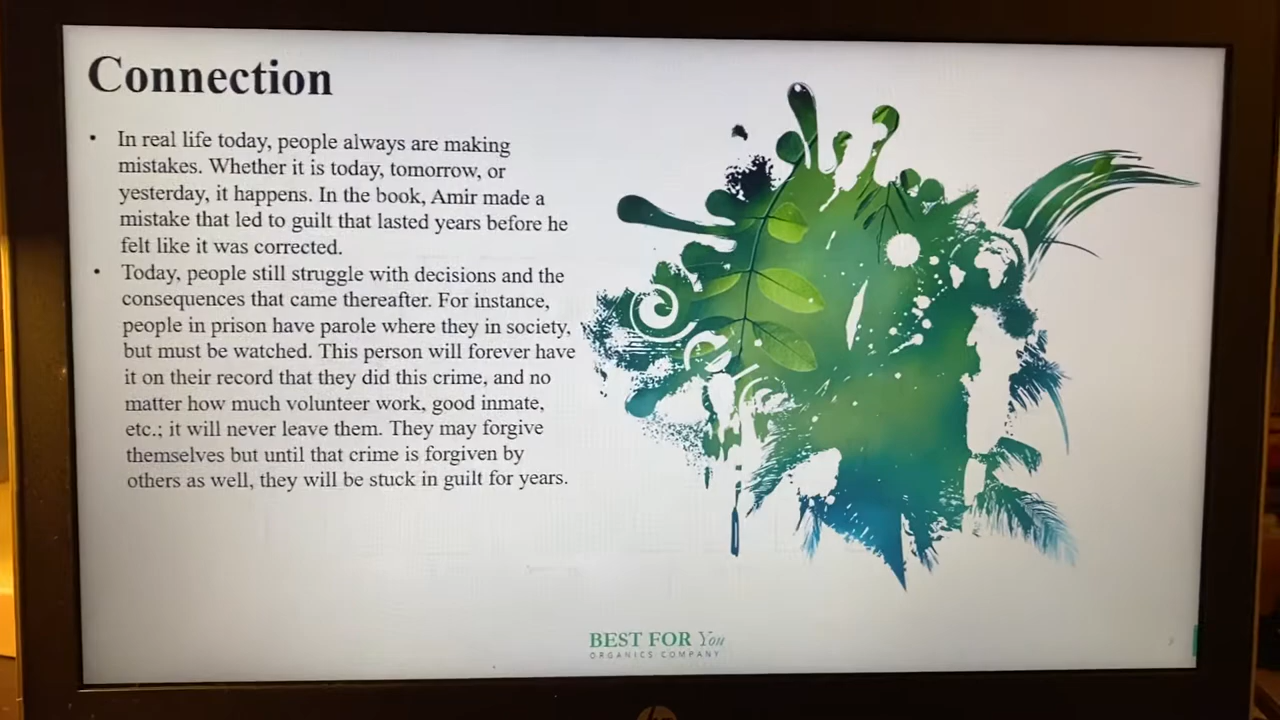 Connection
• In real life today, people always are making
mistakes. Whether it is today, tomorrow, or
yesterday, it happens. In the book, Amir made a
mistake that led to guilt that lasted years before he
felt like it was corrected.
• Today, people still struggle with decisions and the
consequences that came thereafter. For instance,
people in prison have parole where they in society,
but must be watched. This person will forever have
it on their record that they did this crime, and no
matter how much volunteer work, good inmate,
etc.; it will never leave them. They may forgive
themselves but until that crime is forgiven by
others as well, they will be stuck in guilt for years.
BEST FOR You
ORGANICS COMPANY
hp